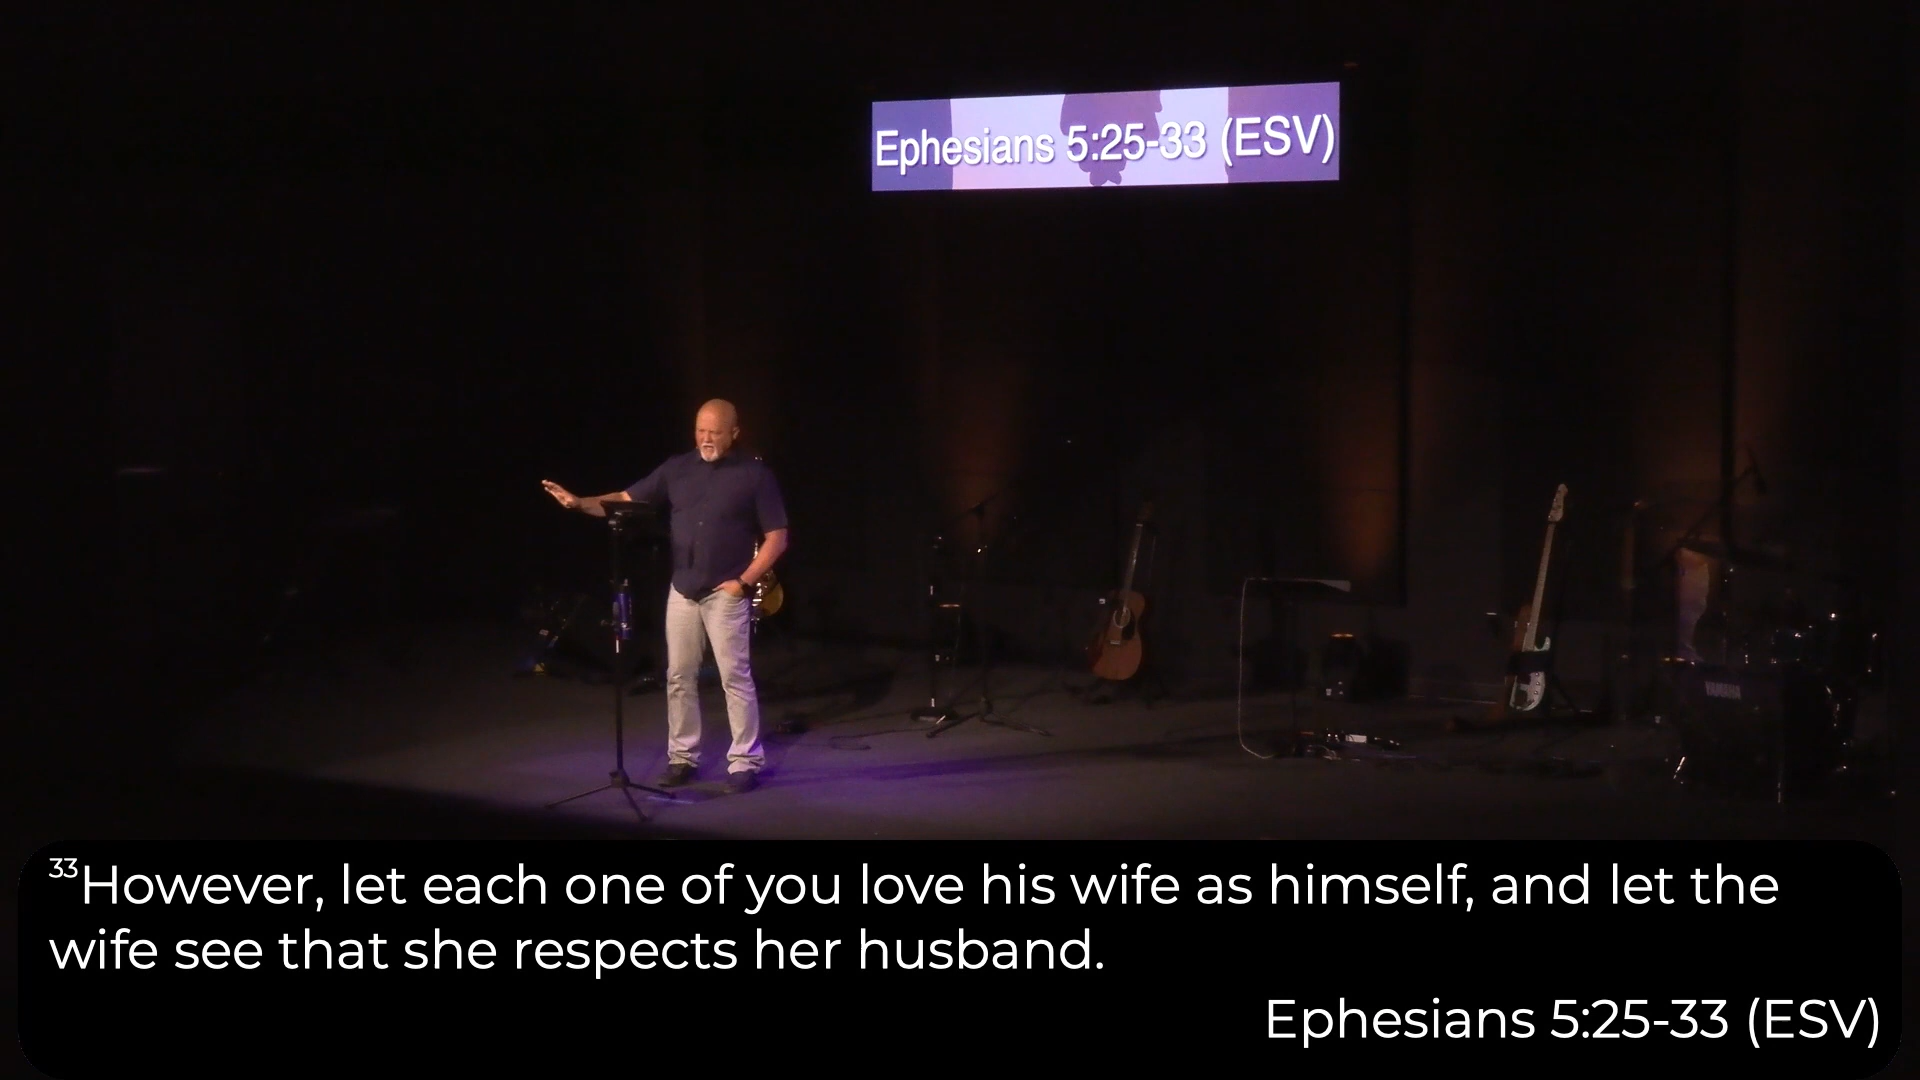 Ephesians 5:25-33 (ESV)
YAMAHA
33However, let each one of you love his wife as himself, and let the
wife see that she respects her husband.
Ephesians 5:25-33 (ESV)